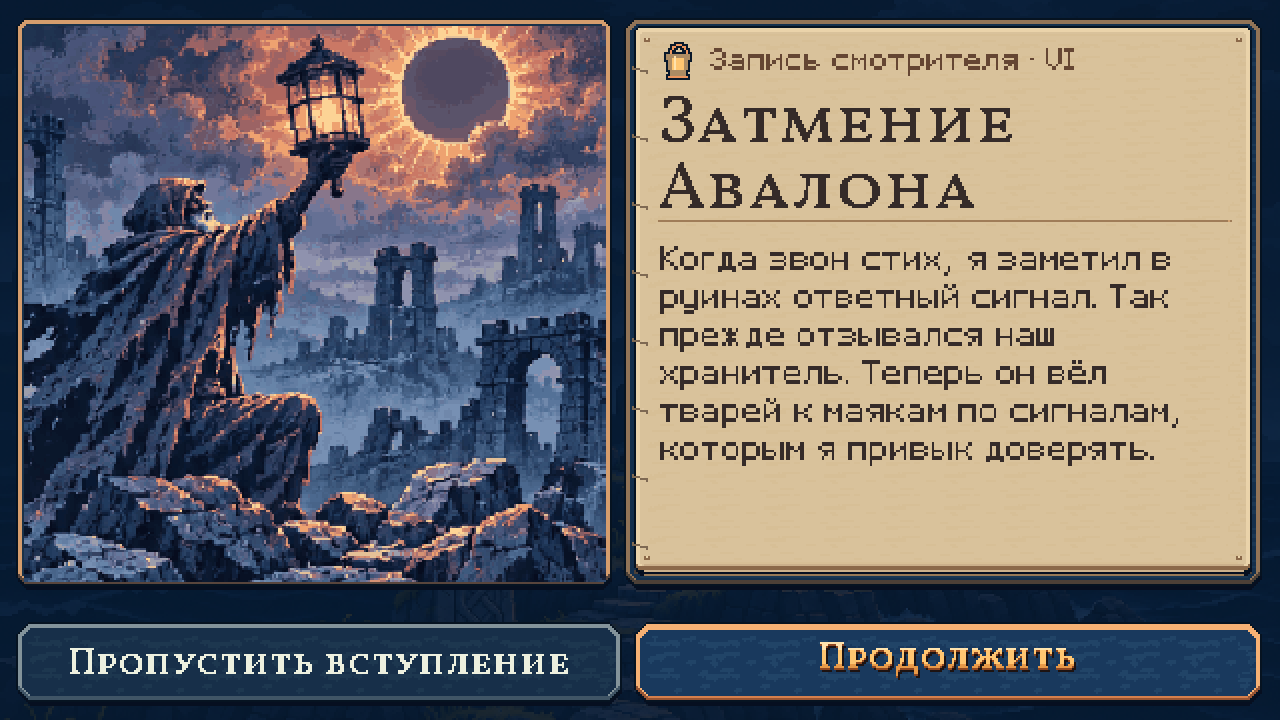 Запись смотрителя · VI
Затмение
Авалона
Когда звон стих, я заметил в
руинах ответный сигнал. Так
прежде отзывался наш
хранитель. Теперь он вёл
тварей к маякам по сигналам,
которым я привык доверять.
Пропустить вступление
Продолжить